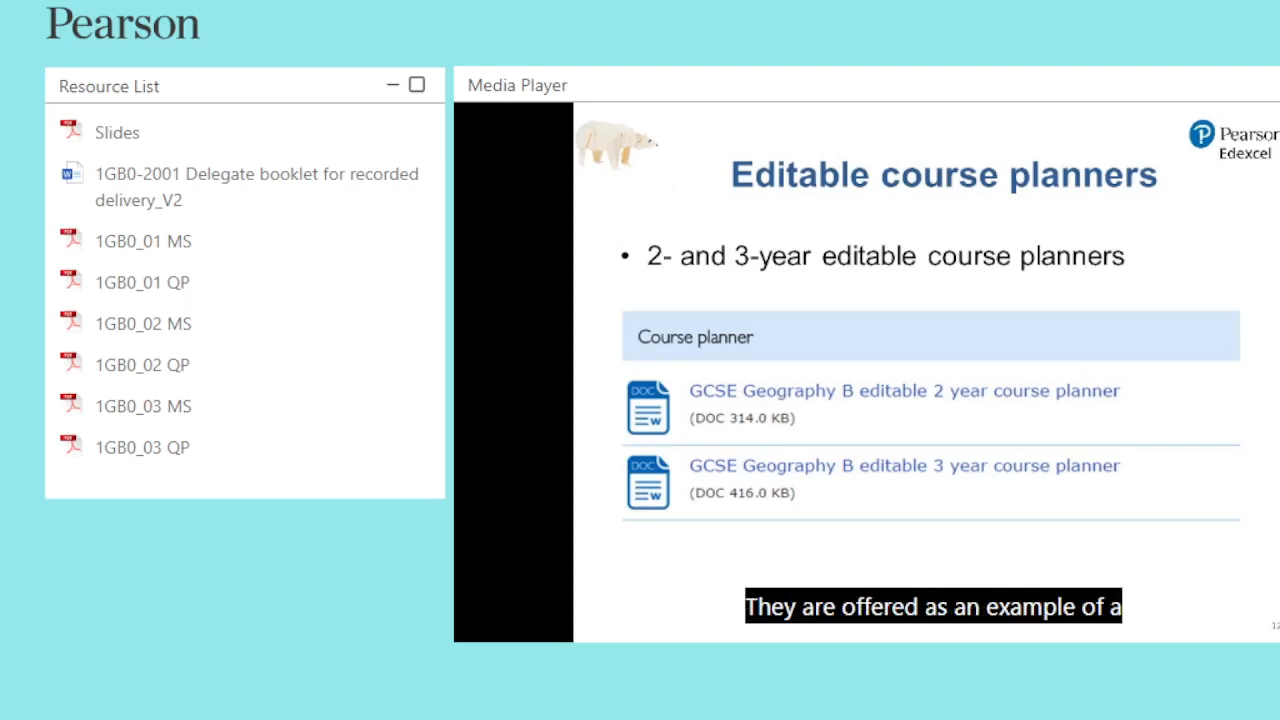 Pearson
Resource List
Slides
1GB0-2001 Delegate booklet for recorded
delivery_V2
1GB0_01 MS
1GB0_01 QP
1GB0_02 MS
1GB0_02 QP
1GB0_03 MS
1GB0_03 QP
Media Player
Pearson
Edexcel
Editable course planners
• 2- and 3-year editable course planners
Course planner
DOC
GCSE Geography B editable 2 year course planner
(DOC 314.0 KB)
DOC
GCSE Geography B editable 3 year course planner
(DOC 416.0 KB)
They are offered as an example of a
12